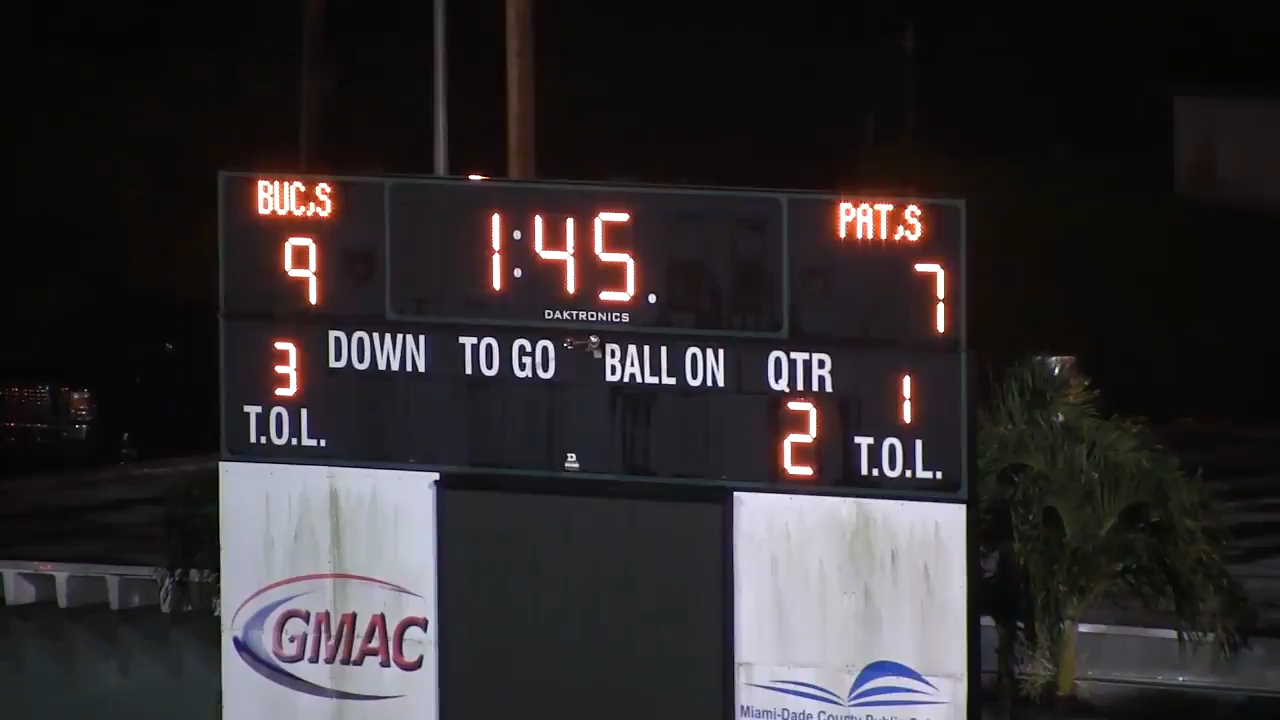 BUC,S
1:45.
PAT,S
9
7
DAKTRONICS
DOWN TO GO BALL ON QTR
3
1
T.O.L.
2
T.O.L.
GMAC
Miami-Dade County Public